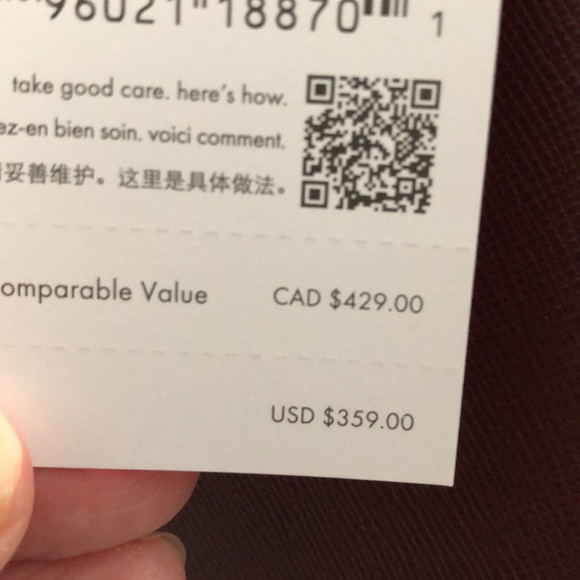 96021 18870 1
take good care. here's how.
ez-en bien soin. voici comment.
妥善维护。这里是具体做法。
omparable Value CAD $429.00
USD $359.00